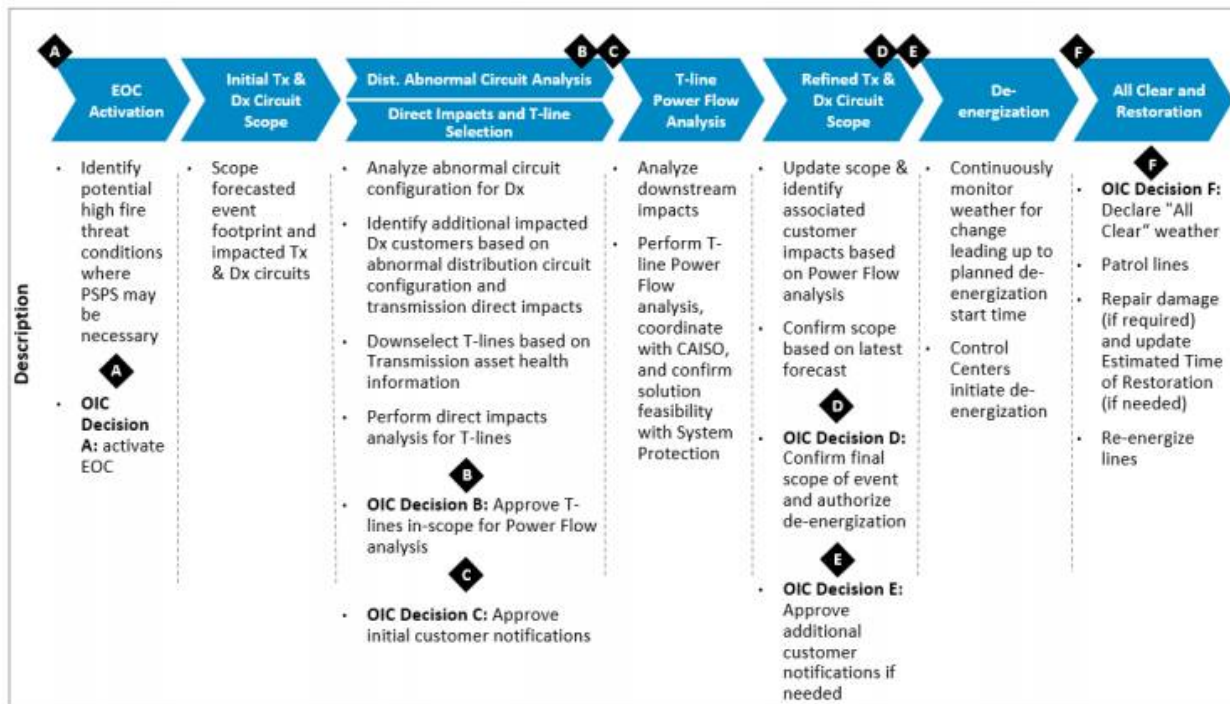 A
B
C
D
E
F
EOC
Activation
Initial Tx &
Dx Circuit
Scope
Dist. Abnormal Circuit Analysis
Direct Impacts and T-line
Selection
T-line
Power Flow
Analysis
Refined Tx &
Dx Circuit
Scope
De-
energization
All Clear and
Restoration
Description
• Identify
potential
high fire
threat
conditions
where
PSPS may
be
necessary
A
• OIC
Decision
A: activate
EOC
• Scope
forecasted
event
footprint and
impacted Tx
& Dx circuits
• Analyze abnormal circuit
configuration for Dx
• Identify additional impacted
Dx customers based on
abnormal distribution circuit
configuration and
transmission direct impacts
• Downselect T-lines based on
Transmission asset health
information
• Perform direct impacts
analysis for T-lines
B
• OIC Decision B: Approve T-
lines in-scope for Power Flow
analysis
C
• OIC Decision C: Approve
initial customer notifications
• Analyze
downstream
impacts
• Perform T-
line Power
Flow
analysis,
coordinate
with CAISO,
and confirm
solution
feasibility
with System
Protection
• Update scope &
identify
associated
customer
impacts based
on Power Flow
analysis
• Confirm scope
based on latest
forecast
D
• OIC Decision D:
Confirm final
scope of event
and authorize
de-energization
E
• OIC Decision E:
Approve
additional
customer
notifications if
needed
• Continuously
monitor
weather for
change
leading up to
planned de-
energization
start time
• Control
Centers
initiate de-
energization
F
• OIC Decision F:
Declare "All
Clear" weather
• Patrol lines
• Repair damage
(if required)
and update
Estimated Time
of Restoration
(if needed)
• Re-energize
lines